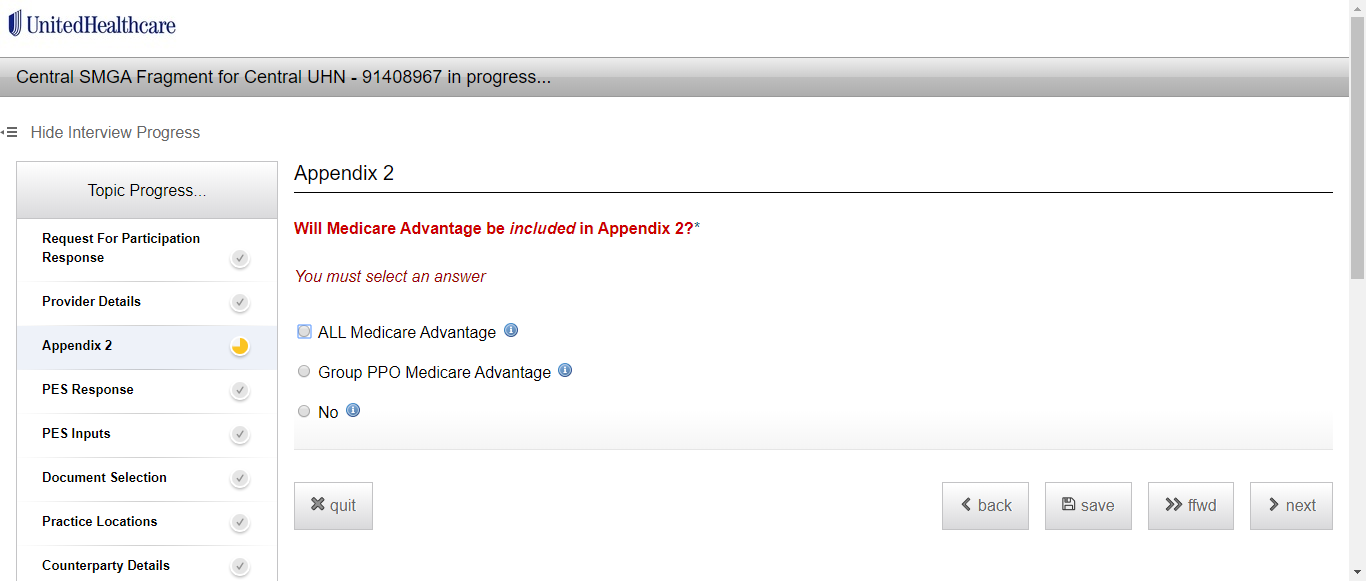 UnitedHealthcare
Central SMGA Fragment for Central UHN - 91408967 in progress...
Hide Interview Progress
Topic Progress...
Request For Participation
Response
Provider Details
Appendix 2
PES Response
PES Inputs
Document Selection
Practice Locations
Counterparty Details
Appendix 2
Will Medicare Advantage be included in Appendix 2?*
You must select an answer
ALL Medicare Advantage
Group PPO Medicare Advantage
No
quit
back
save
ffwd
next